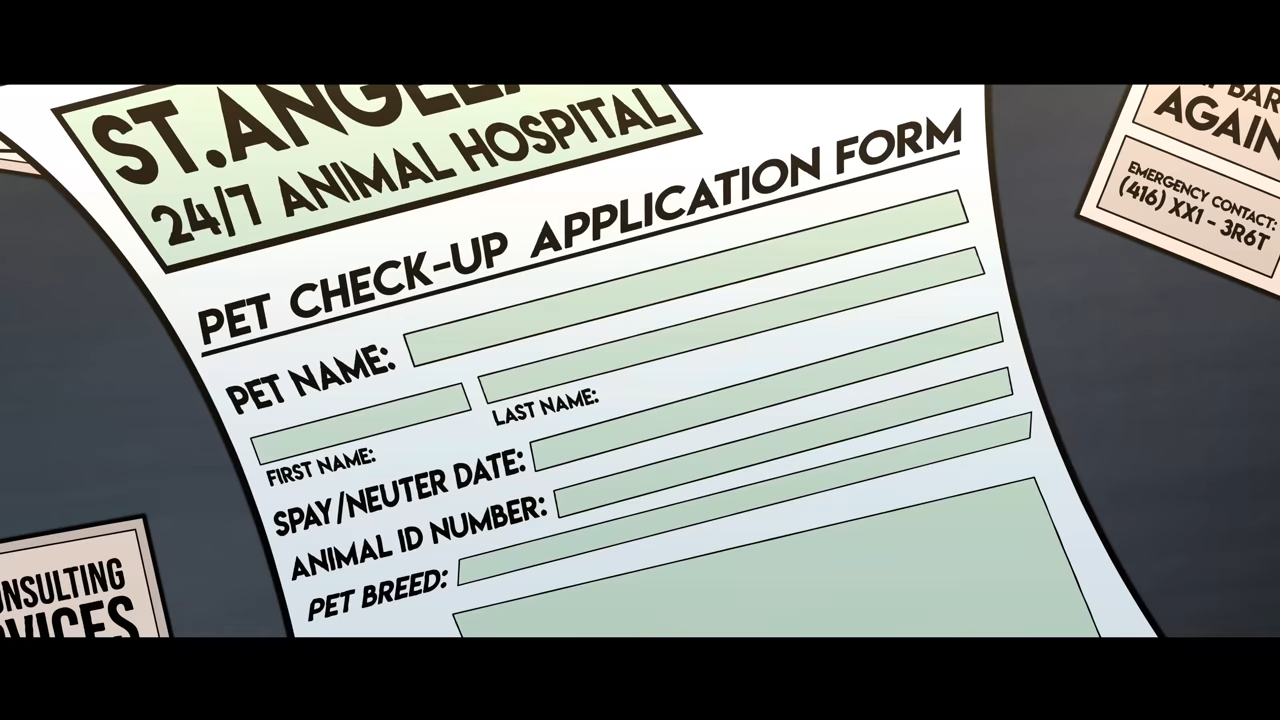 24/7 ANIMAL HOSPITAL
PET CHECK-UP APPLICATION FORM
PET NAME:
FIRST NAME:
LAST NAME:
SPAY/NEUTER DATE:
ANIMAL ID NUMBER:
PET BREED:
AGAIN
EMERGENCY CONTACT:
(416) XX1 - 3R6T